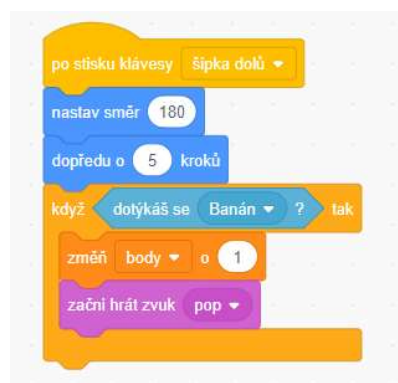 po stisku klávesy šipka dolů
nastav směr 180
dopředu o 5 kroků
když dotýkáš se Banán ? tak
změň body o 1
začni hrát zvuk pop